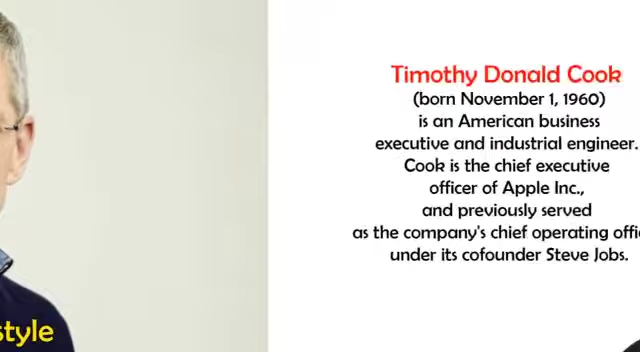 Timothy Donald Cook
(born November 1, 1960)
is an American business
executive and industrial engineer.
Cook is the chief executive
officer of Apple Inc.,
and previously served
as the company's chief operating
under its cofounder Steve Jobs.
style